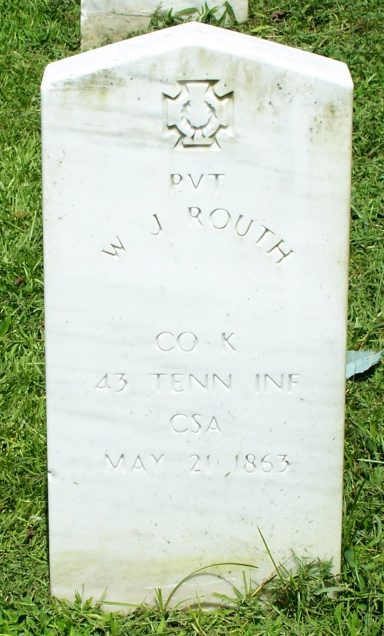 PVT
W J ROUTH
CO K
43 TENN INF
CSA
MAY 21 1863